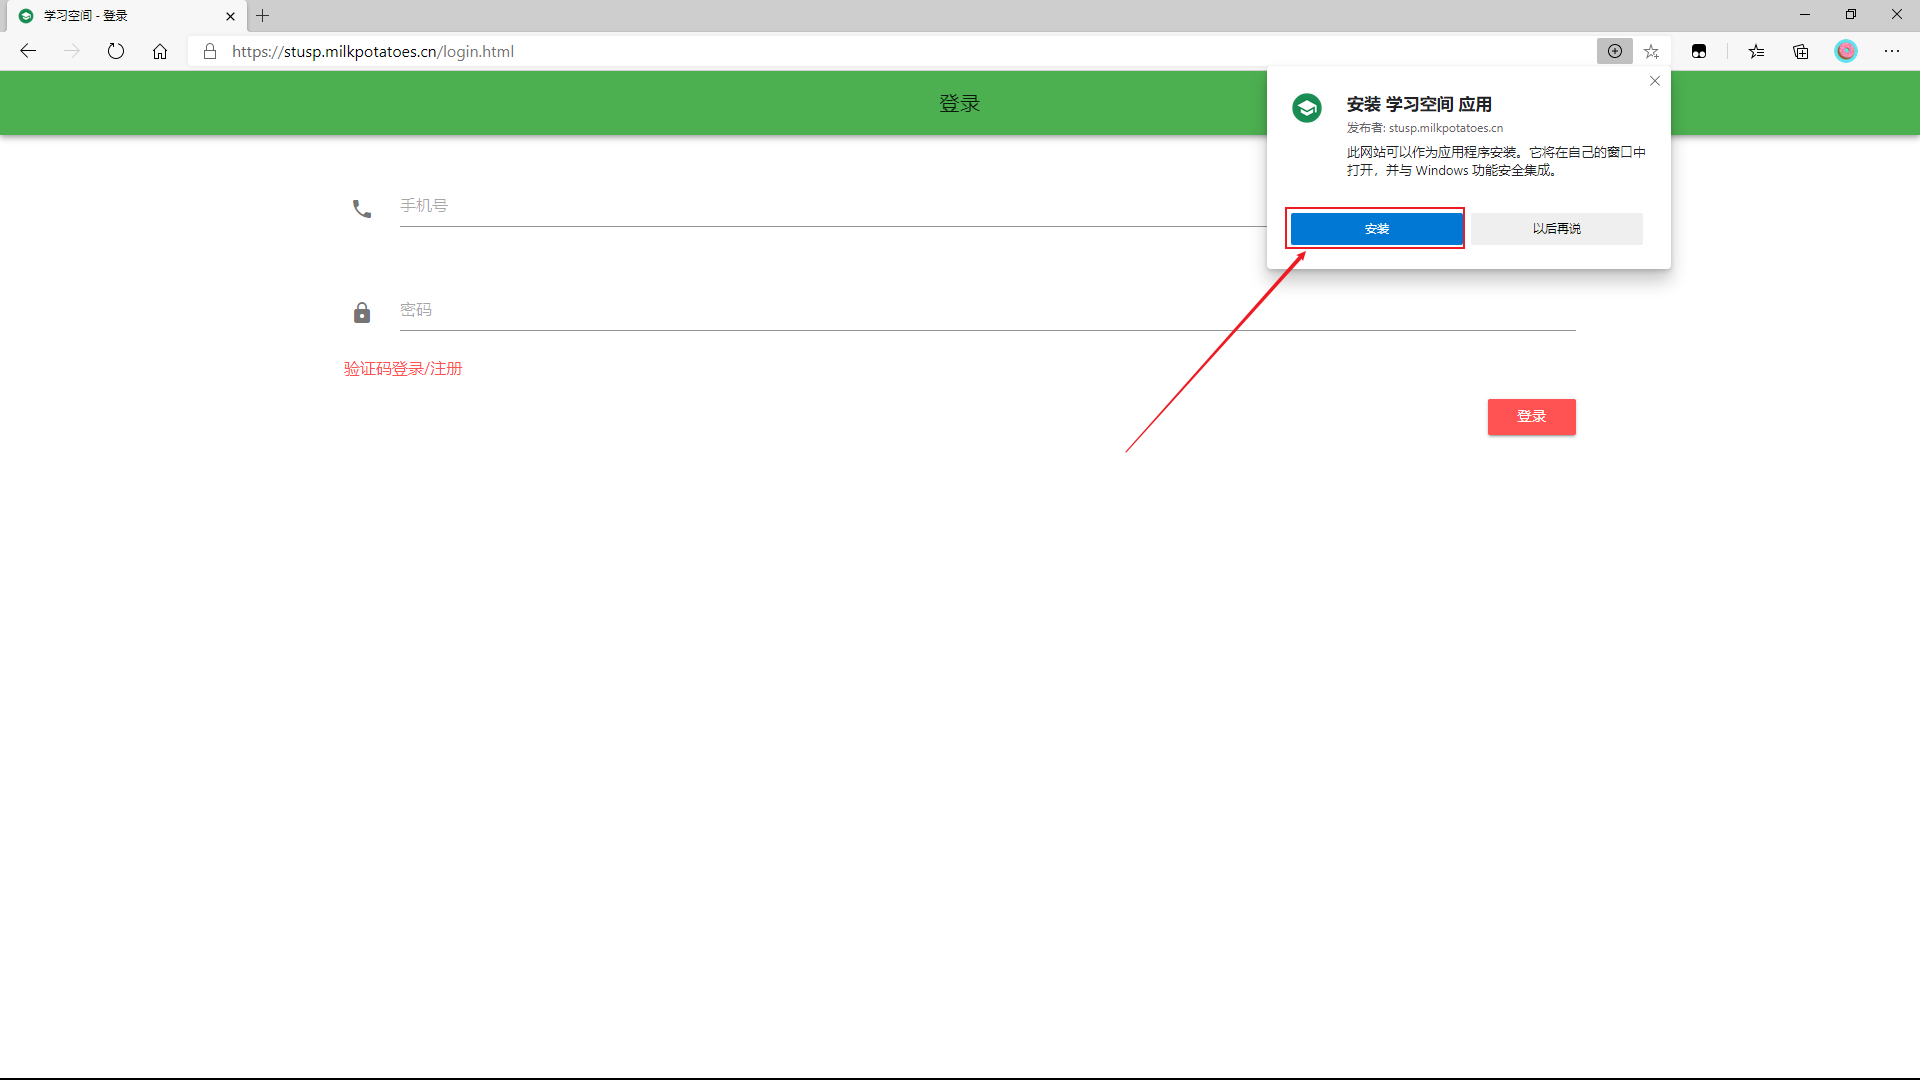 学习空间 - 登录
https://stusp.milkpotatoes.cn/login.html
登录
安装 学习空间 应用
发布者: stusp.milkpotatoes.cn
此网站可以作为应用程序安装。它将在自己的窗口中
打开，并与 Windows 功能安全集成。
安装
以后再说
手机号
密码
验证码登录/注册
登录